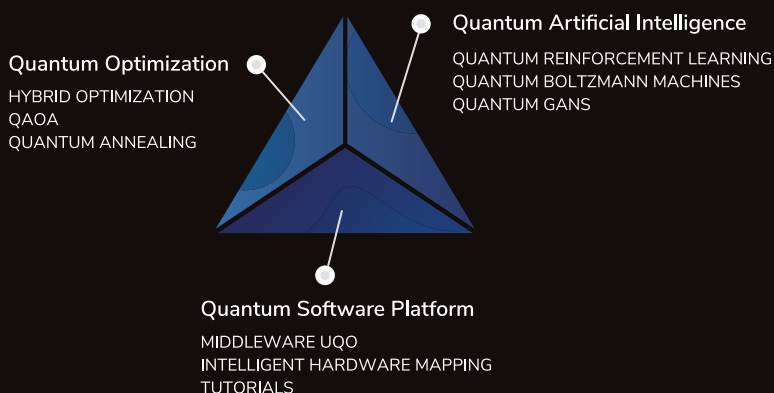 Quantum Optimization
HYBRID OPTIMIZATION
QAOA
QUANTUM ANNEALING
Quantum Artificial Intelligence
QUANTUM REINFORCEMENT LEARNING
QUANTUM BOLTZMANN MACHINES
QUANTUM GANS
Quantum Software Platform
MIDDLEWARE UQO
INTELLIGENT HARDWARE MAPPING
TUTORIALS